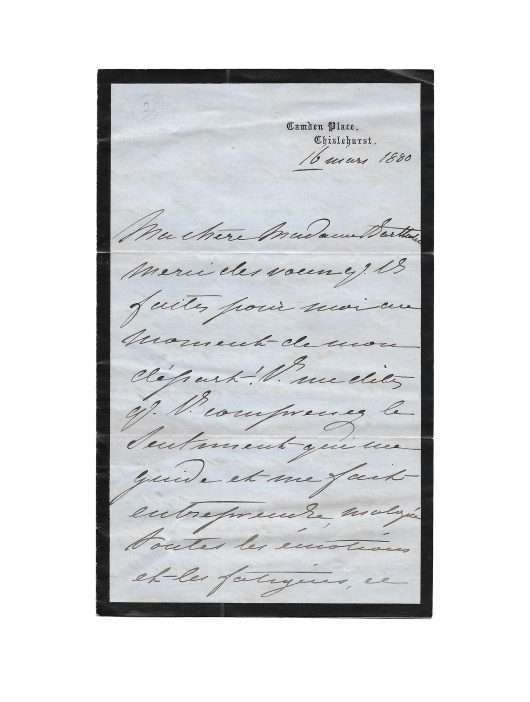 Camden Place,
Chislehurst.
16 mars 1880
Ma chère Madame
merci des voeux q. V.
faites pour moi au
moment de mon
départ! V. me dites
q. V. comprenez le
sentiment qui me
guide et me fait
entreprendre, malgré
toutes les émotions
et les fatigues, ce